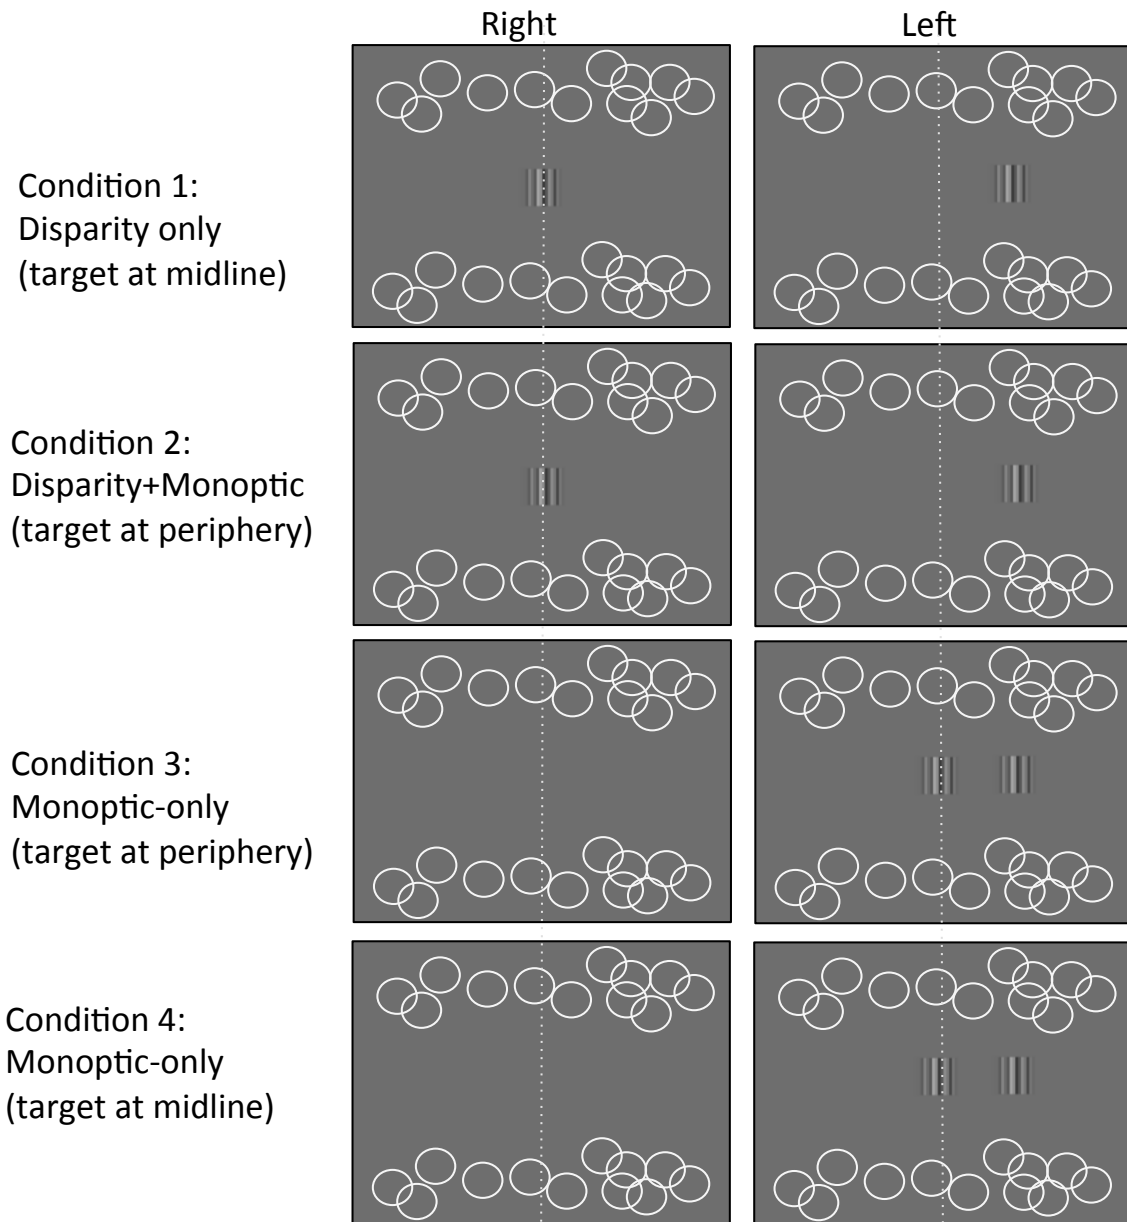 Right
Left
Condition 1:
Disparity only
(target at midline)
Condition 2:
Disparity+Monoptic
(target at periphery)
Condition 3:
Monoptic-only
(target at periphery)
Condition 4:
Monoptic-only
(target at midline)